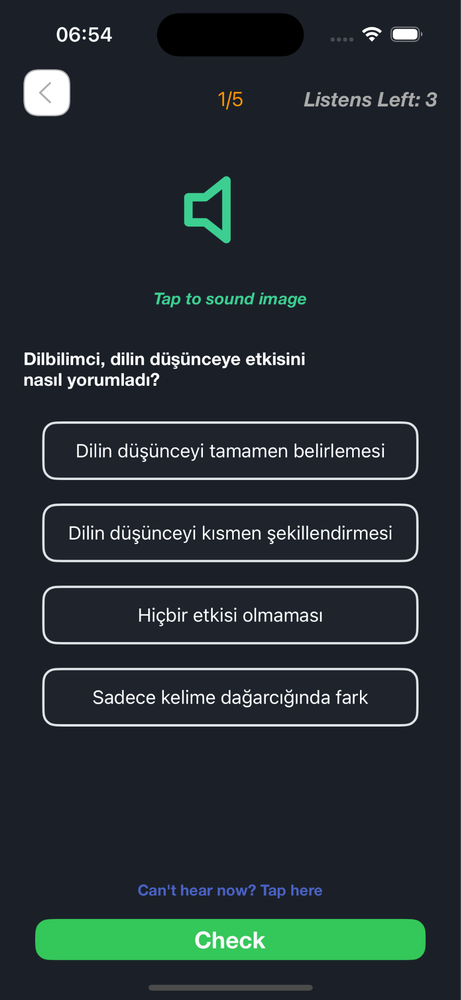 06:54
1/5
Listens Left: 3
Tap to sound image
Dilbilimci, dilin düşünceye etkisini
nasıl yorumladı?
Dilin düşünceyi tamamen belirlemesi
Dilin düşünceyi kısmen şekillendirmesi
Hiçbir etkisi olmaması
Sadece kelime dağarcığında fark
Can't hear now? Tap here
Check